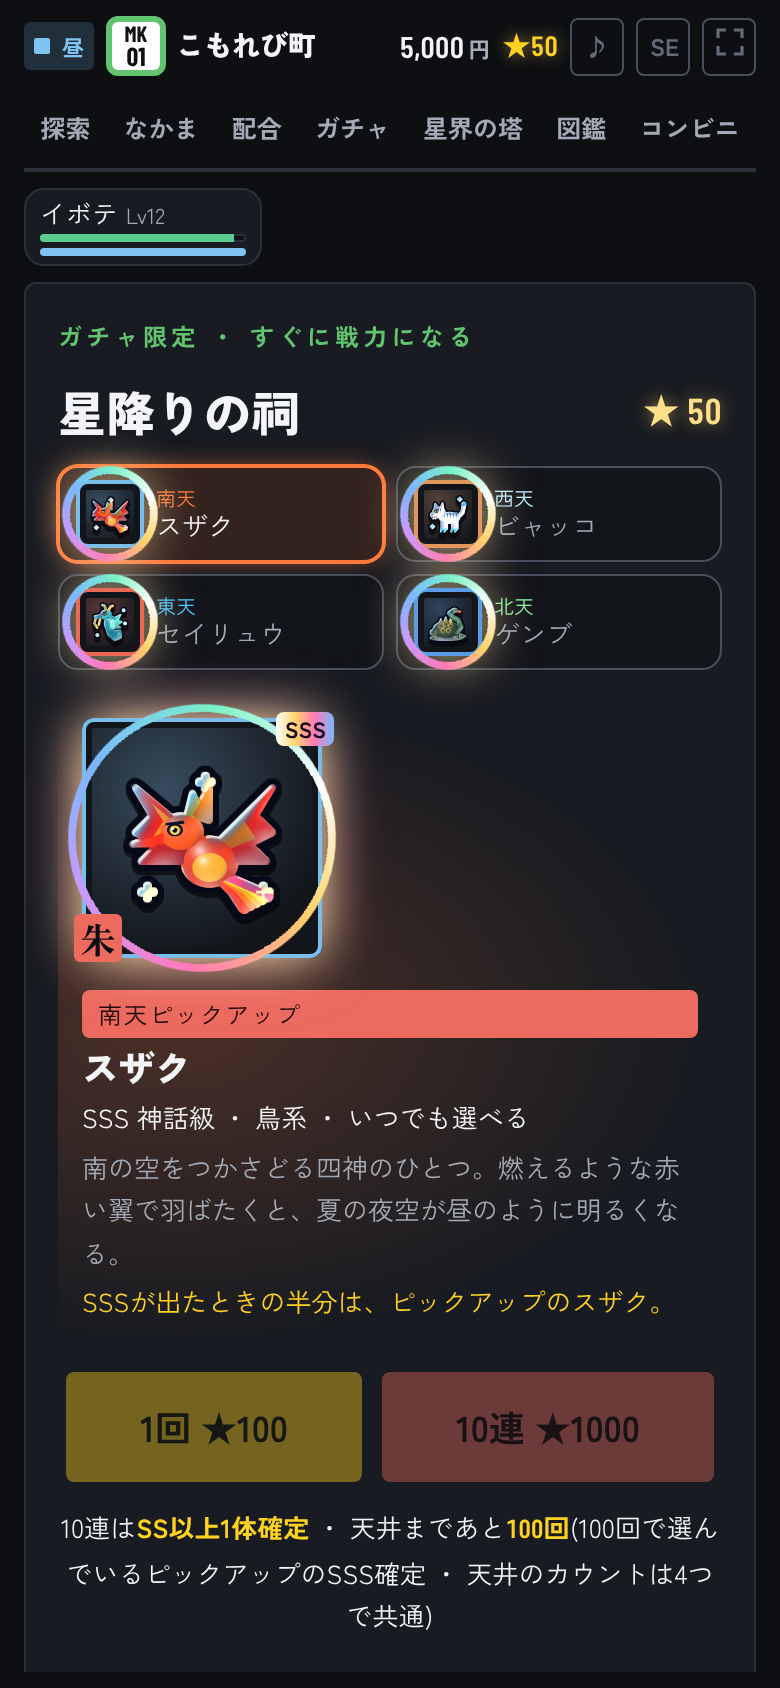 昼 MK 01 こもれび町 5,000 円 ★50 ♪ SE
探索 なかま 配合 ガチャ 星界の塔 図鑑 コンビニ
イボテ Lv12
ガチャ限定 ・ すぐに戦力になる
星降りの祠 ★ 50
南天
スザク
西天
ビャッコ
東天
セイリュウ
北天
ゲンブ
SSS
朱
南天ピックアップ
スザク
SSS 神話級 ・ 鳥系 ・ いつでも選べる
南の空をつかさどる四神のひとつ。燃えるような赤
い翼で羽ばたくと、夏の夜空が昼のように明るくな
る。
SSSが出たときの半分は、ピックアップのスザク。
1回 ★100 10連 ★1000
10連はSS以上1体確定 ・ 天井まであと100回(100回で選ん
でいるピックアップのSSS確定 ・ 天井のカウントは4つ
で共通)